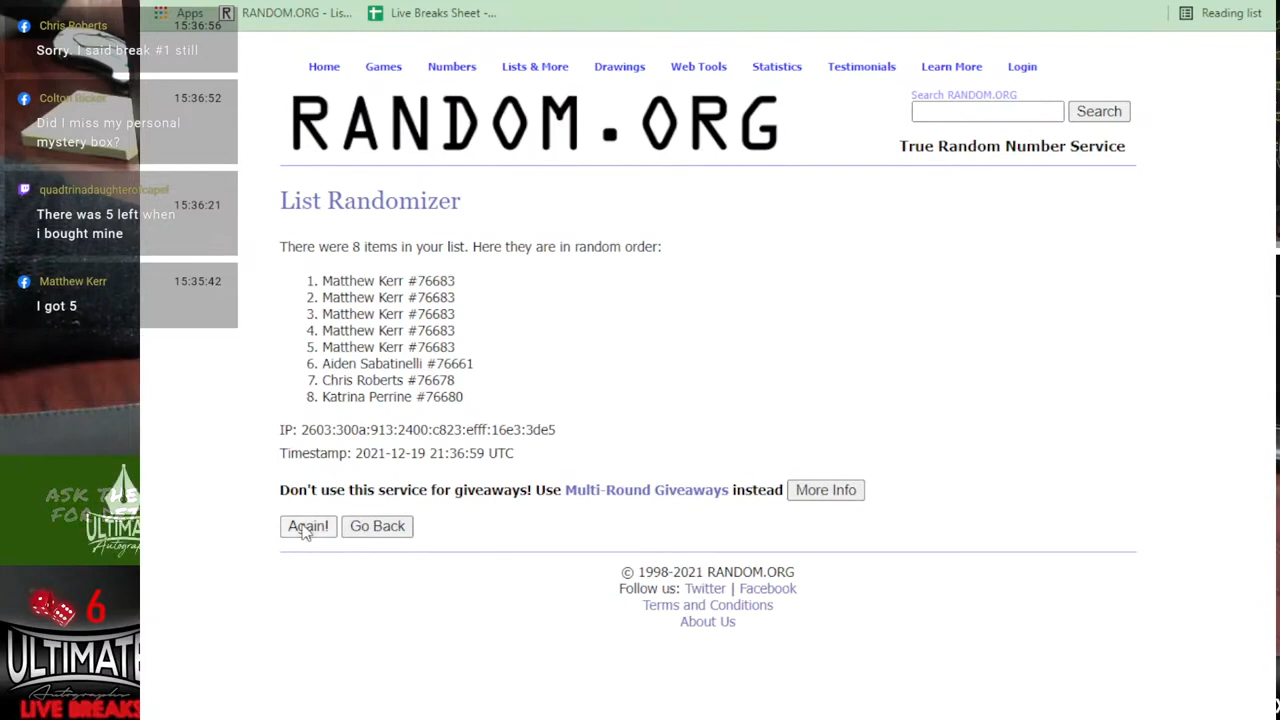 Apps
RANDOM.ORG - Lis...
Live Breaks Sheet -...
Reading list
Chris Roberts 15:36:56
Sorry. I said break #1 still
Colton 15:36:52
Did I miss my personal
mystery box?
quadtrinadaughterofcapet 15:36:21
There was 5 left when
i bought mine
Matthew Kerr 15:35:42
I got 5
ASK THE
FOR
ULTIMA
Autographs
6
ULTIMATE
Autographs
LIVE BREAKS
Home Games Numbers Lists & More Drawings Web Tools Statistics Testimonials Learn More Login
RANDOM.ORG
Search RANDOM.ORG
Search
True Random Number Service
List Randomizer
There were 8 items in your list. Here they are in random order:
1. Matthew Kerr #76683
2. Matthew Kerr #76683
3. Matthew Kerr #76683
4. Matthew Kerr #76683
5. Matthew Kerr #76683
6. Aiden Sabatinelli #76661
7. Chris Roberts #76678
8. Katrina Perrine #76680
IP: 2603:300a:913:2400:c823:efff:16e3:3de5
Timestamp: 2021-12-19 21:36:59 UTC
Don't use this service for giveaways! Use Multi-Round Giveaways instead More Info
Again! Go Back
© 1998-2021 RANDOM.ORG
Follow us: Twitter | Facebook
Terms and Conditions
About Us